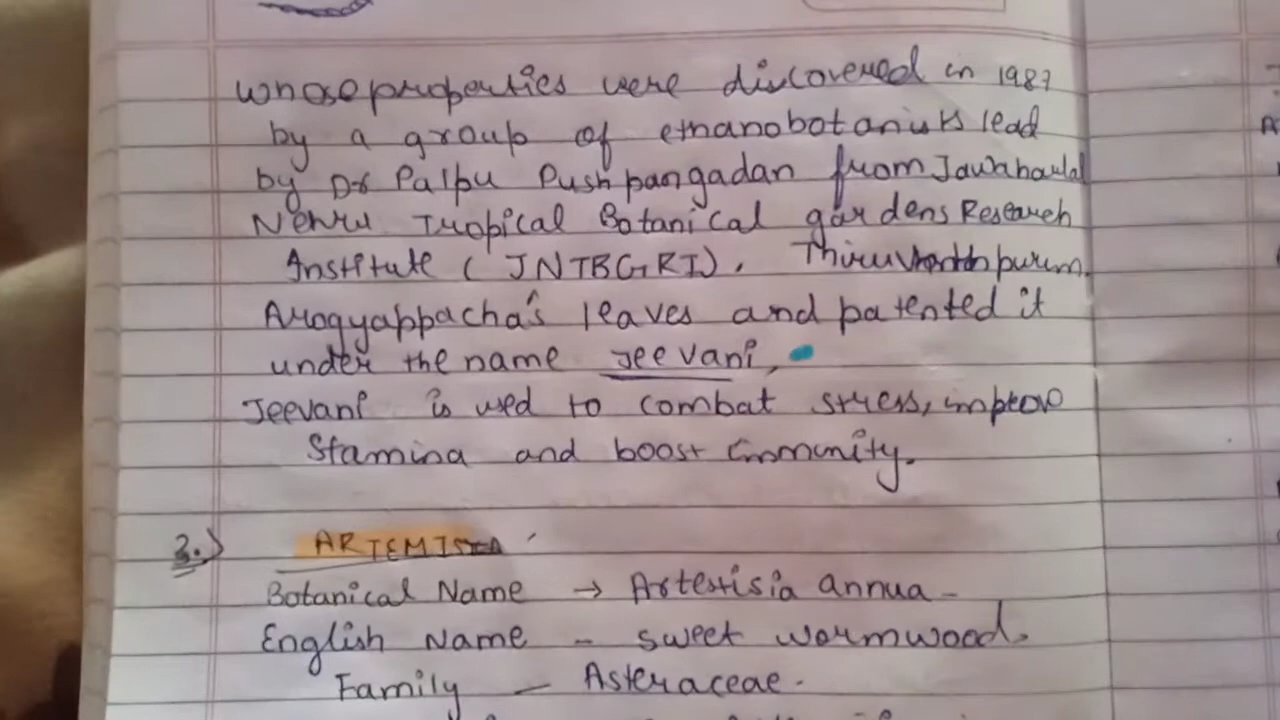 whose properties were discovered in 1987
by a group of ethanobotanists lead
by Dr Palpu Pushpangadan from Jawaharlal
Nehru Tropical Botanical gardens Research
Institute (JNTBGRI),
Arogyappacha's leaves and patented it
under the name Jeevani,
Jeevani is used to combat stress, improv
Stamina and boost immunity.
3.) ARTEMISIA
Botanical Name → Artemisia annua -
English Name - sweet wormwood.
Family - Asteraceae.